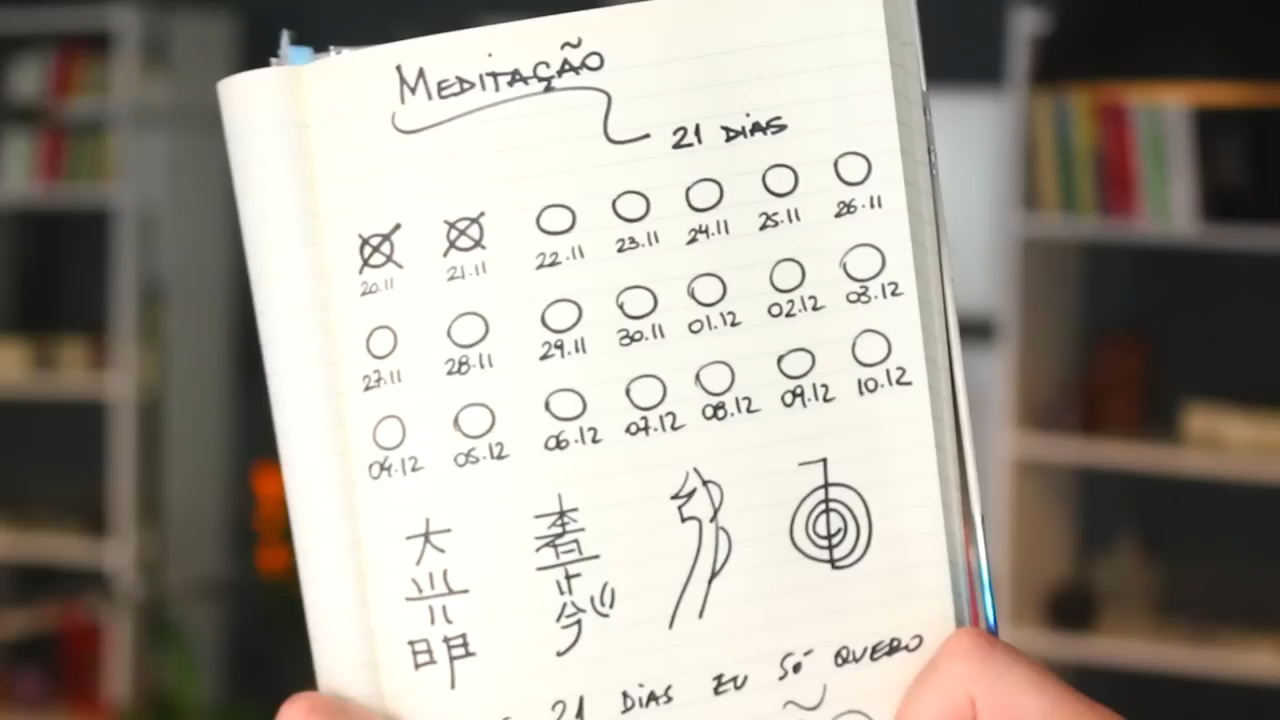 MEDITAÇÃO
21 DIAS
20.11 21.11 22.11 23.11 24.11 25.11 26.11
27.11 28.11 29.11 30.11 01.12 02.12 03.12
04.12 05.12 06.12 07.12 08.12 09.12 10.12
大
光
明
21 DIAS EU SÓ QUERO